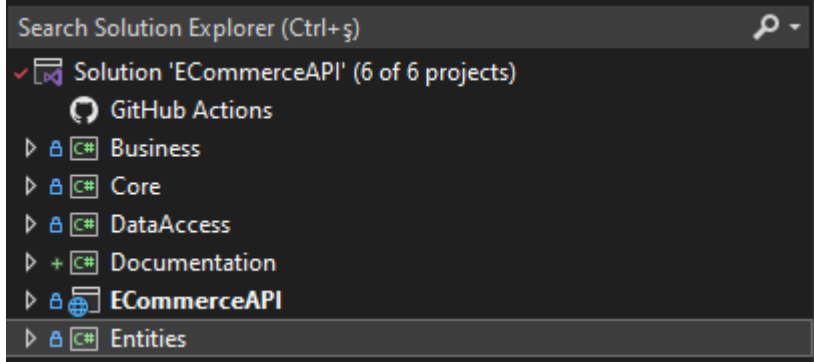 Search Solution Explorer (Ctrl+ş)
Solution 'ECommerceAPI' (6 of 6 projects)
GitHub Actions
C# Business
C# Core
C# DataAccess
C# Documentation
ECommerceAPI
C# Entities